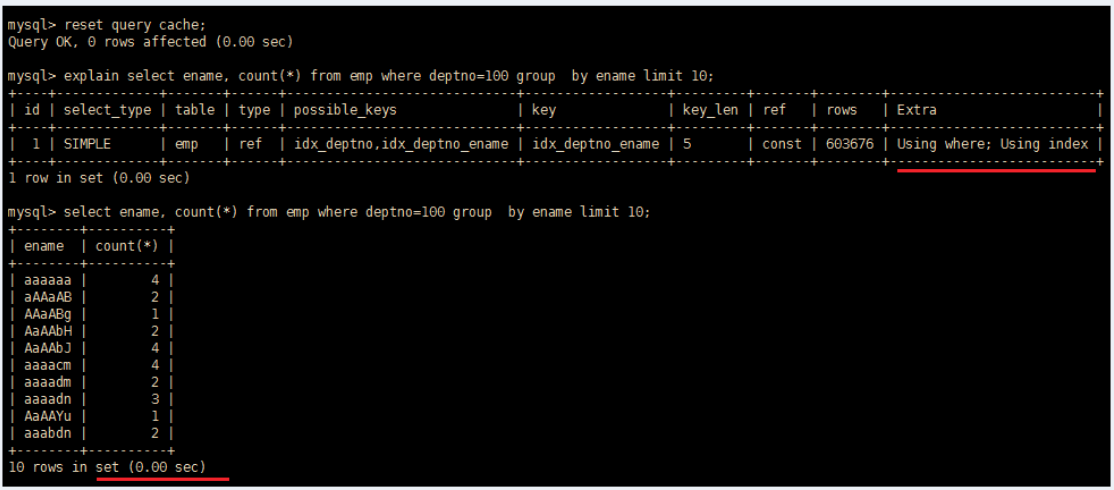 mysql> reset query cache;
Query OK, 0 rows affected (0.00 sec)
mysql> explain select ename, count(*) from emp where deptno=100 group  by ename limit 10;
+----+-------------+-------+------+-----------------------------+------------------+---------+-------+--------+--------------------------+
| id | select_type | table | type | possible_keys               | key              | key_len | ref   | rows   | Extra                    |
+----+-------------+-------+------+-----------------------------+------------------+---------+-------+--------+--------------------------+
|  1 | SIMPLE      | emp   | ref  | idx_deptno,idx_deptno_ename | idx_deptno_ename | 5       | const | 603676 | Using where; Using index |
+----+-------------+-------+------+-----------------------------+------------------+---------+-------+--------+--------------------------+
1 row in set (0.00 sec)
mysql> select ename, count(*) from emp where deptno=100 group  by ename limit 10;
+--------+----------+
| ename  | count(*) |
+--------+----------+
| aaaaaa |        4 |
| aAAaAB |        2 |
| AAaABg |        1 |
| AaAAbH |        2 |
| AaAAbJ |        4 |
| aaaacm |        4 |
| aaaadm |        2 |
| aaaadn |        3 |
| AaAAYu |        1 |
| aaabdn |        2 |
+--------+----------+
10 rows in set (0.00 sec)